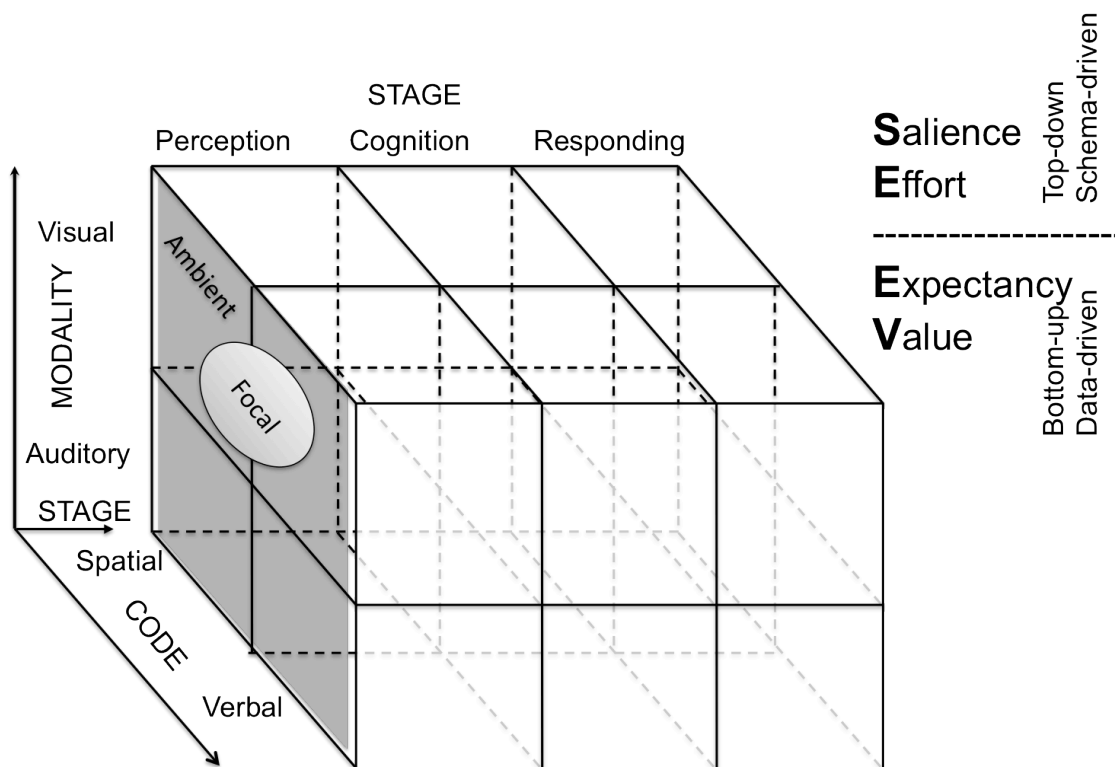 STAGE
Perception Cognition Responding
Visual
MODALITY
Auditory
STAGE
Spatial
CODE
Verbal
Ambient
Focal
Salience
Effort
Top-down
Schema-driven
Expectancy
Value
Bottom-up
Data-driven